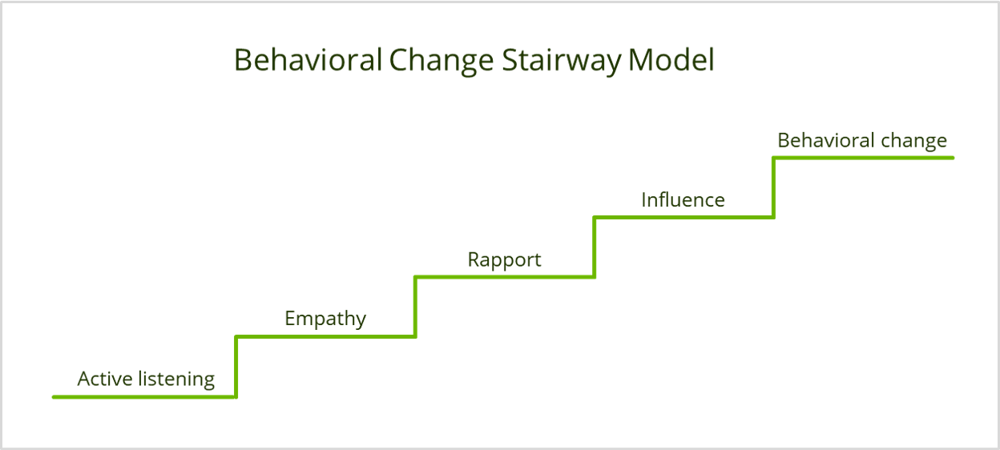 Behavioral Change Stairway Model
Behavioral change
Influence
Rapport
Empathy
Active listening